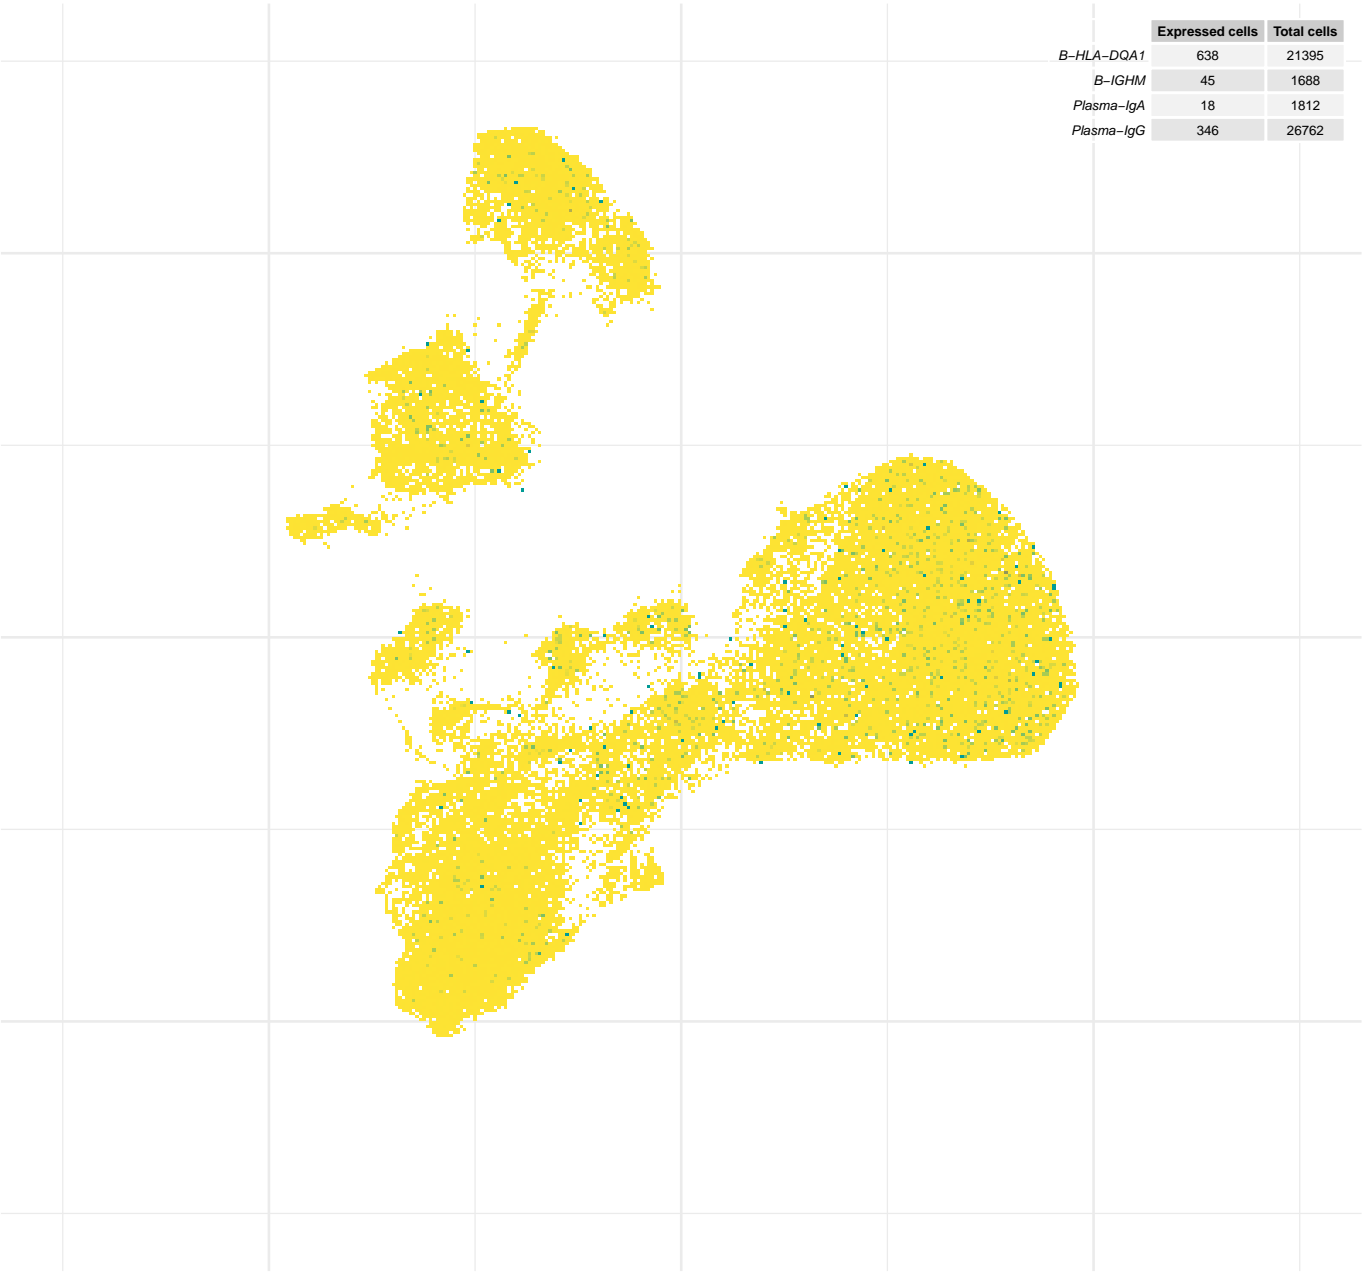 Expressed cells Total cells
B−HLA−DQA1 638 21395
B−IGHM 45 1688
Plasma−IgA 18 1812
Plasma−IgG 346 26762